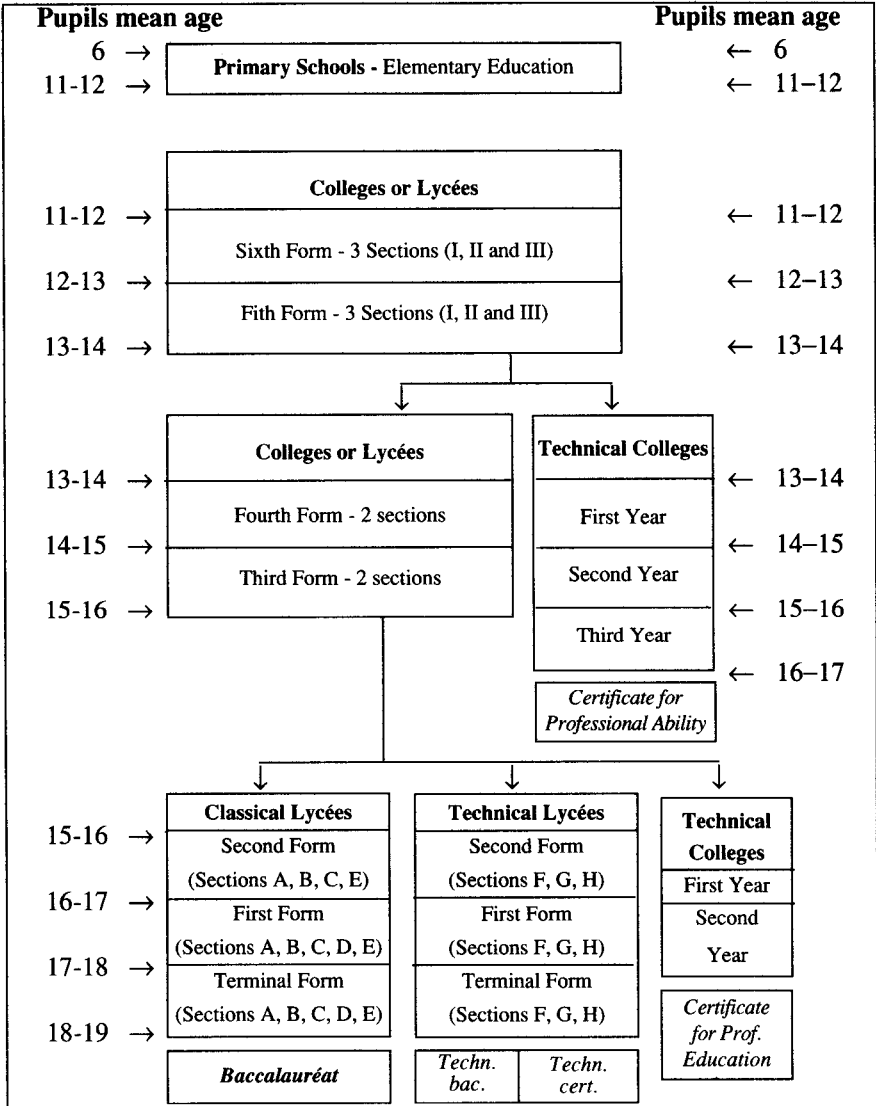 Pupils mean age
Pupils mean age
6 →
← 6
Primary Schools - Elementary Education
11-12 →
← 11–12
Colleges or Lycées
11-12 →
← 11–12
Sixth Form - 3 Sections (I, II and III)
12-13 →
← 12–13
Fith Form - 3 Sections (I, II and III)
13-14 →
← 13–14
Colleges or Lycées
Technical Colleges
13-14 →
← 13–14
Fourth Form - 2 sections
First Year
14-15 →
← 14–15
Third Form - 2 sections
Second Year
15-16 →
← 15–16
Third Year
← 16–17
Certificate for
Professional Ability
Classical Lycées
Technical Lycées
Technical
Colleges
15-16 →
Second Form
(Sections A, B, C, E)
Second Form
(Sections F, G, H)
First Year
16-17 →
First Form
(Sections A, B, C, D, E)
First Form
(Sections F, G, H)
Second
Year
17-18 →
Terminal Form
(Sections A, B, C, D, E)
Terminal Form
(Sections F, G, H)
18-19 →
Certificate
for Prof.
Education
Baccalauréat
Techn.
bac.
Techn.
cert.